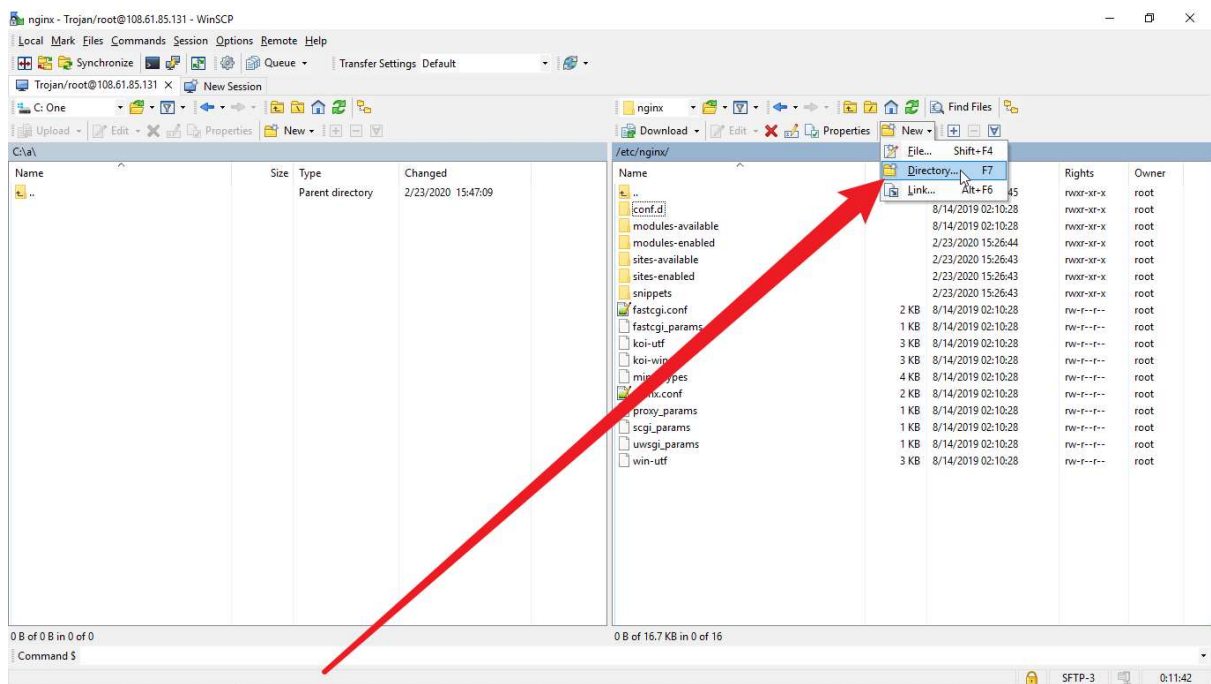 nginx - Trojan/root@108.61.85.131 - WinSCP
Local Mark Files Commands Session Options Remote Help
Synchronize Queue Transfer Settings Default
Trojan/root@108.61.85.131 New Session
C: One nginx Find Files
Upload Edit Properties New Download Edit Properties New
C:\a\ /etc/nginx/
File... Shift+F4
Directory... F7
Link... Alt+F6
Name Size Type Changed Name Rights Owner
.. Parent directory 2/23/2020 15:47:09 .. 45 rwxr-xr-x root
conf.d 8/14/2019 02:10:28 rwxr-xr-x root
modules-available 8/14/2019 02:10:28 rwxr-xr-x root
modules-enabled 2/23/2020 15:26:44 rwxr-xr-x root
sites-available 2/23/2020 15:26:43 rwxr-xr-x root
sites-enabled 2/23/2020 15:26:43 rwxr-xr-x root
snippets 2/23/2020 15:26:43 rwxr-xr-x root
fastcgi.conf 2 KB 8/14/2019 02:10:28 rw-r--r-- root
fastcgi_params 1 KB 8/14/2019 02:10:28 rw-r--r-- root
koi-utf 3 KB 8/14/2019 02:10:28 rw-r--r-- root
koi-win 3 KB 8/14/2019 02:10:28 rw-r--r-- root
4 KB 8/14/2019 02:10:28 rw-r--r-- root
2 KB 8/14/2019 02:10:28 rw-r--r-- root
proxy_params 1 KB 8/14/2019 02:10:28 rw-r--r-- root
scgi_params 1 KB 8/14/2019 02:10:28 rw-r--r-- root
uwsgi_params 1 KB 8/14/2019 02:10:28 rw-r--r-- root
win-utf 3 KB 8/14/2019 02:10:28 rw-r--r-- root
0 B of 0 B in 0 of 0 0 B of 16.7 KB in 0 of 16
Command $
SFTP-3 0:11:42